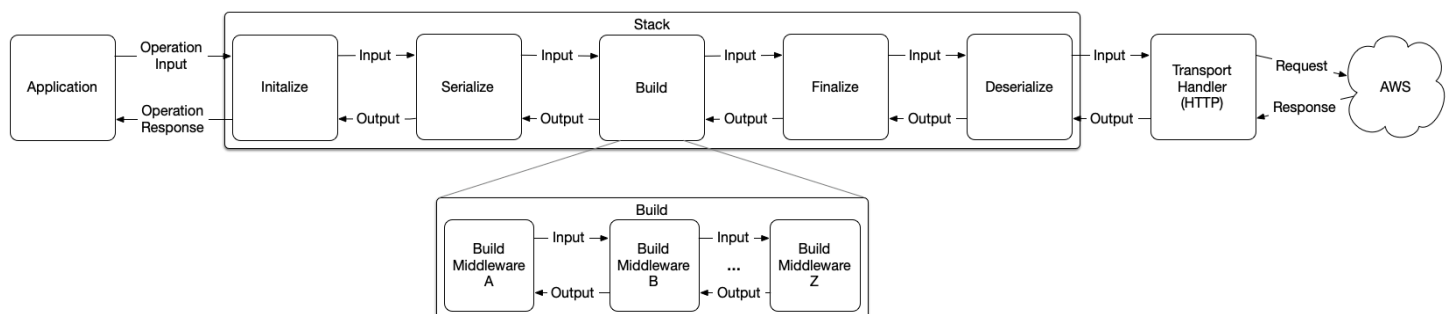 Stack
Application
Operation
Input
Operation
Response
Initalize
Input
Output
Serialize
Input
Output
Build
Input
Output
Finalize
Input
Output
Deserialize
Input
Output
Transport
Handler
(HTTP)
Request
Response
AWS
Build
Build
Middleware
A
Input
Output
Build
Middleware
B
Input
...
Output
Build
Middleware
Z